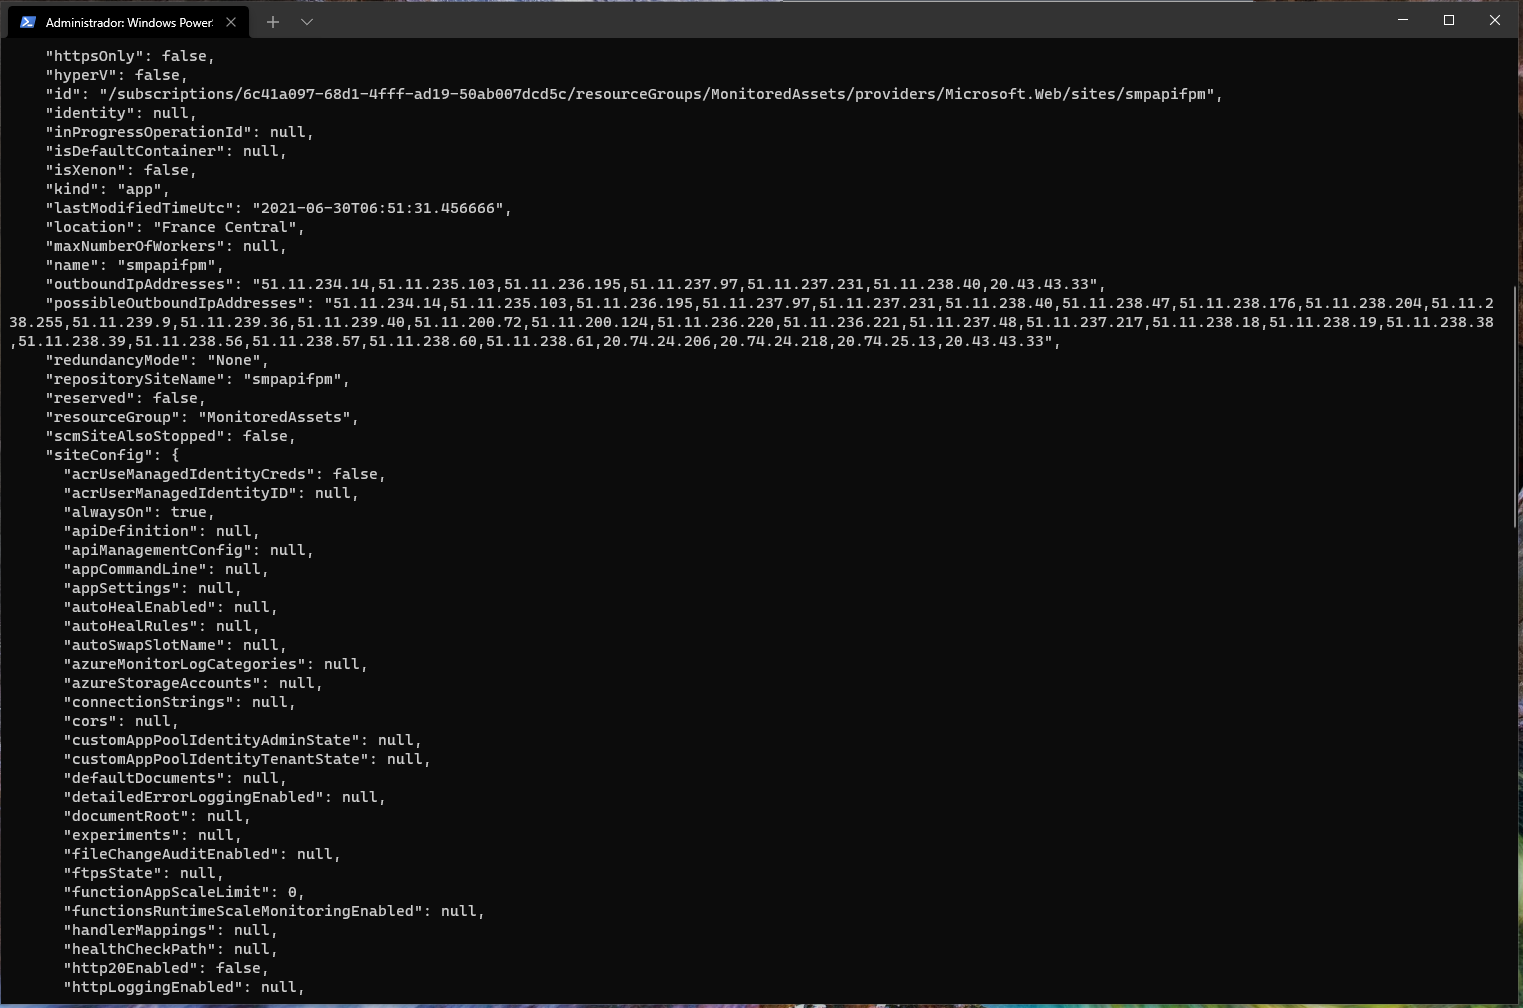 Administrador: Windows Power
"httpsOnly": false,
"hyperV": false,
"id": "/subscriptions/6c41a097-68d1-4fff-ad19-50ab007dcd5c/resourceGroups/MonitoredAssets/providers/Microsoft.Web/sites/smpapifpm",
"identity": null,
"inProgressOperationId": null,
"isDefaultContainer": null,
"isXenon": false,
"kind": "app",
"lastModifiedTimeUtc": "2021-06-30T06:51:31.456666",
"location": "France Central",
"maxNumberOfWorkers": null,
"name": "smpapifpm",
"outboundIpAddresses": "51.11.234.14,51.11.235.103,51.11.236.195,51.11.237.97,51.11.237.231,51.11.238.40,20.43.43.33",
"possibleOutboundIpAddresses": "51.11.234.14,51.11.235.103,51.11.236.195,51.11.237.97,51.11.237.231,51.11.238.40,51.11.238.47,51.11.238.176,51.11.238.204,51.11.2
38.255,51.11.239.9,51.11.239.36,51.11.239.40,51.11.200.72,51.11.200.124,51.11.236.220,51.11.236.221,51.11.237.48,51.11.237.217,51.11.238.18,51.11.238.19,51.11.238.38
,51.11.238.39,51.11.238.56,51.11.238.57,51.11.238.60,51.11.238.61,20.74.24.206,20.74.24.218,20.74.25.13,20.43.43.33",
"redundancyMode": "None",
"repositorySiteName": "smpapifpm",
"reserved": false,
"resourceGroup": "MonitoredAssets",
"scmSiteAlsoStopped": false,
"siteConfig": {
"acrUseManagedIdentityCreds": false,
"acrUserManagedIdentityID": null,
"alwaysOn": true,
"apiDefinition": null,
"apiManagementConfig": null,
"appCommandLine": null,
"appSettings": null,
"autoHealEnabled": null,
"autoHealRules": null,
"autoSwapSlotName": null,
"azureMonitorLogCategories": null,
"azureStorageAccounts": null,
"connectionStrings": null,
"cors": null,
"customAppPoolIdentityAdminState": null,
"customAppPoolIdentityTenantState": null,
"defaultDocuments": null,
"detailedErrorLoggingEnabled": null,
"documentRoot": null,
"experiments": null,
"fileChangeAuditEnabled": null,
"ftpsState": null,
"functionAppScaleLimit": 0,
"functionsRuntimeScaleMonitoringEnabled": null,
"handlerMappings": null,
"healthCheckPath": null,
"http20Enabled": false,
"httpLoggingEnabled": null,